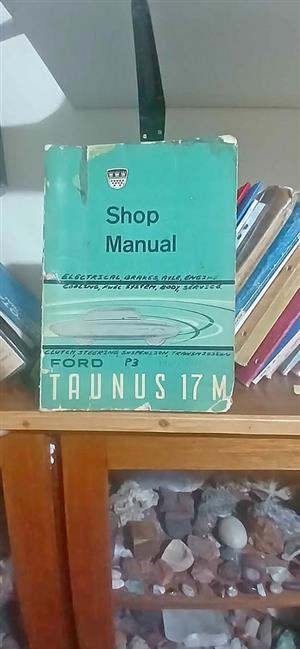 Shop
Manual
ELECTRICAL, BRAKES, AXLE, ENGINE
COOLING, FUEL SYSTEM, BODY, SERVICE
CLUTCH, STEERING, SUSPENSION, TRANSMISSION
FORD P3
TAUNUS 17 M